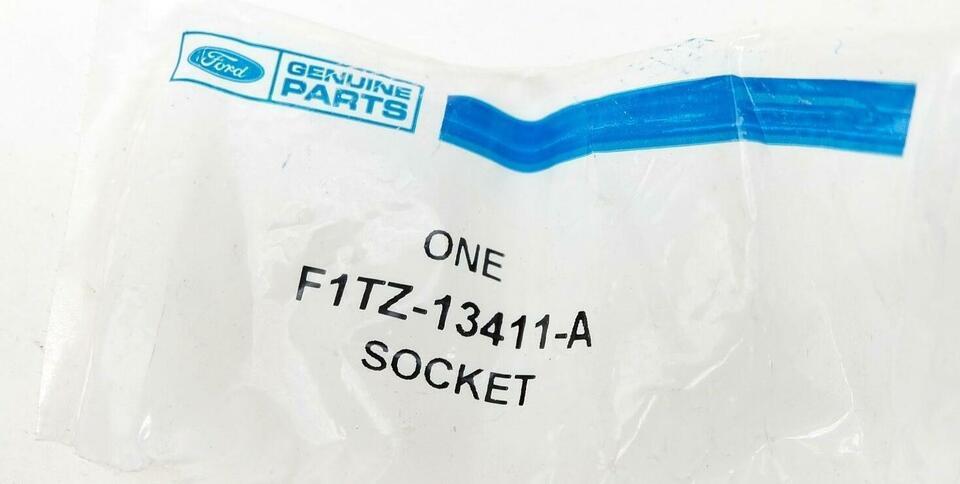 Ford
GENUINE
PARTS
ONE
F1TZ-13411-A
SOCKET